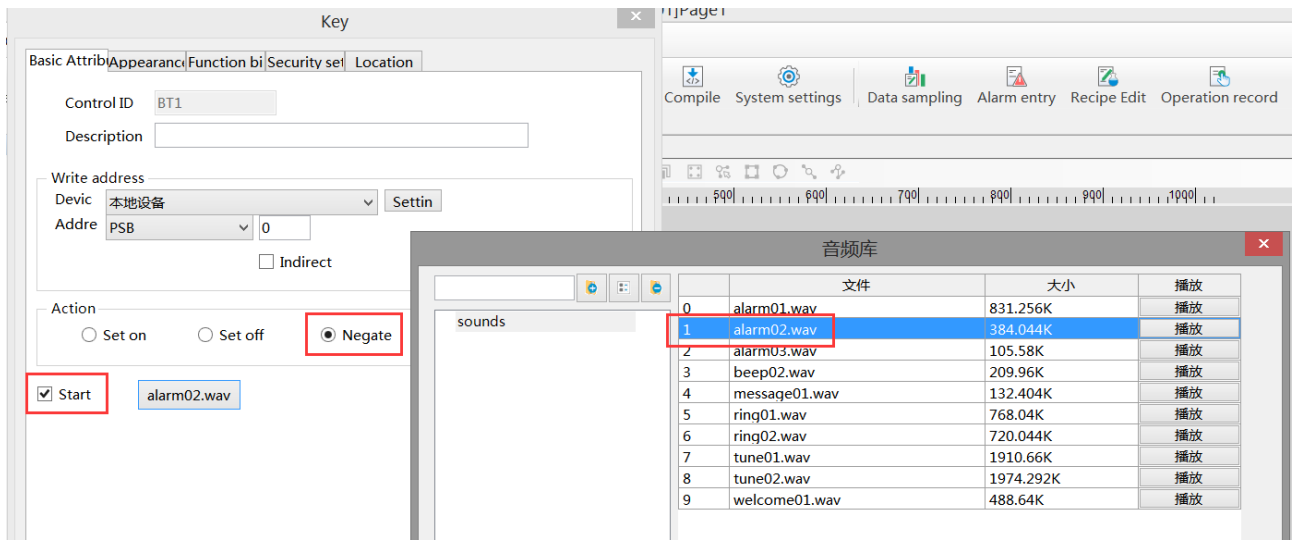 Key
Basic Attribu Appearance Function bi Security set Location
Control ID BT1
Description
Write address
Devic 本地设备 Settin
Addre PSB 0
Indirect
Action
Set on Set off Negate
Start alarm02.wav
]Page1
Compile System settings Data sampling Alarm entry Recipe Edit Operation record
500 600 700 800 900 1000
音频库
sounds
文件 大小 播放
0 alarm01.wav 831.256K 播放
1 alarm02.wav 384.044K 播放
2 alarm03.wav 105.58K 播放
3 beep02.wav 209.96K 播放
4 message01.wav 132.404K 播放
5 ring01.wav 768.04K 播放
6 ring02.wav 720.044K 播放
7 tune01.wav 1910.66K 播放
8 tune02.wav 1974.292K 播放
9 welcome01.wav 488.64K 播放